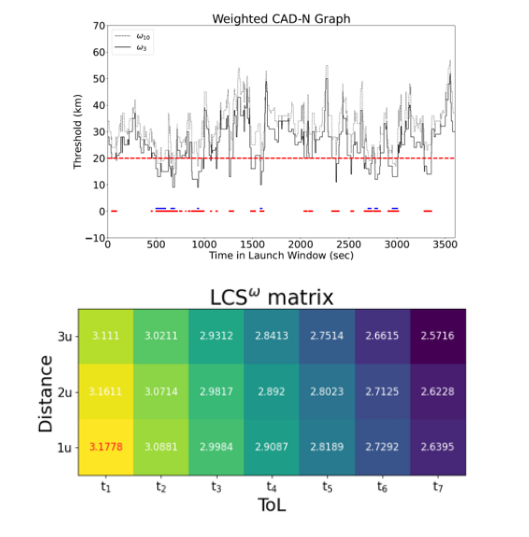 Weighted CAD-N Graph
ω₁₀
ω₃
Threshold (km)
70
60
50
40
30
20
10
0
−10
0 500 1000 1500 2000 2500 3000 3500
Time in Launch Window (sec)
LCS^ω matrix
Distance
3u 3.111 3.0211 2.9312 2.8413 2.7514 2.6615 2.5716
2u 3.1611 3.0714 2.9817 2.892 2.8023 2.7125 2.6228
1u 3.1778 3.0881 2.9984 2.9087 2.8189 2.7292 2.6395
t₁ t₂ t₃ t₄ t₅ t₆ t₇
ToL